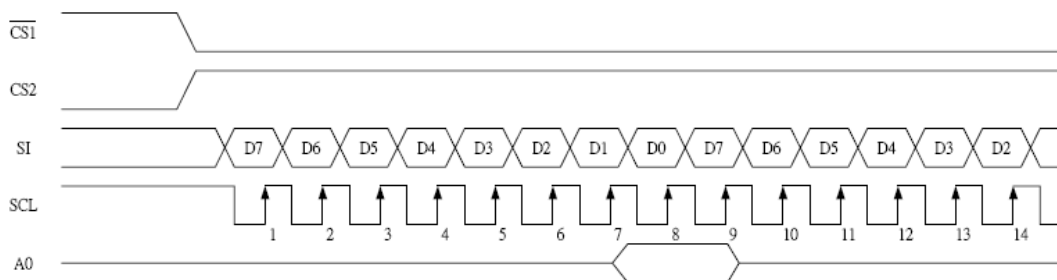 CS1
CS2
SI D7 D6 D5 D4 D3 D2 D1 D0 D7 D6 D5 D4 D3 D2
SCL
1 2 3 4 5 6 7 8 9 10 11 12 13 14
A0